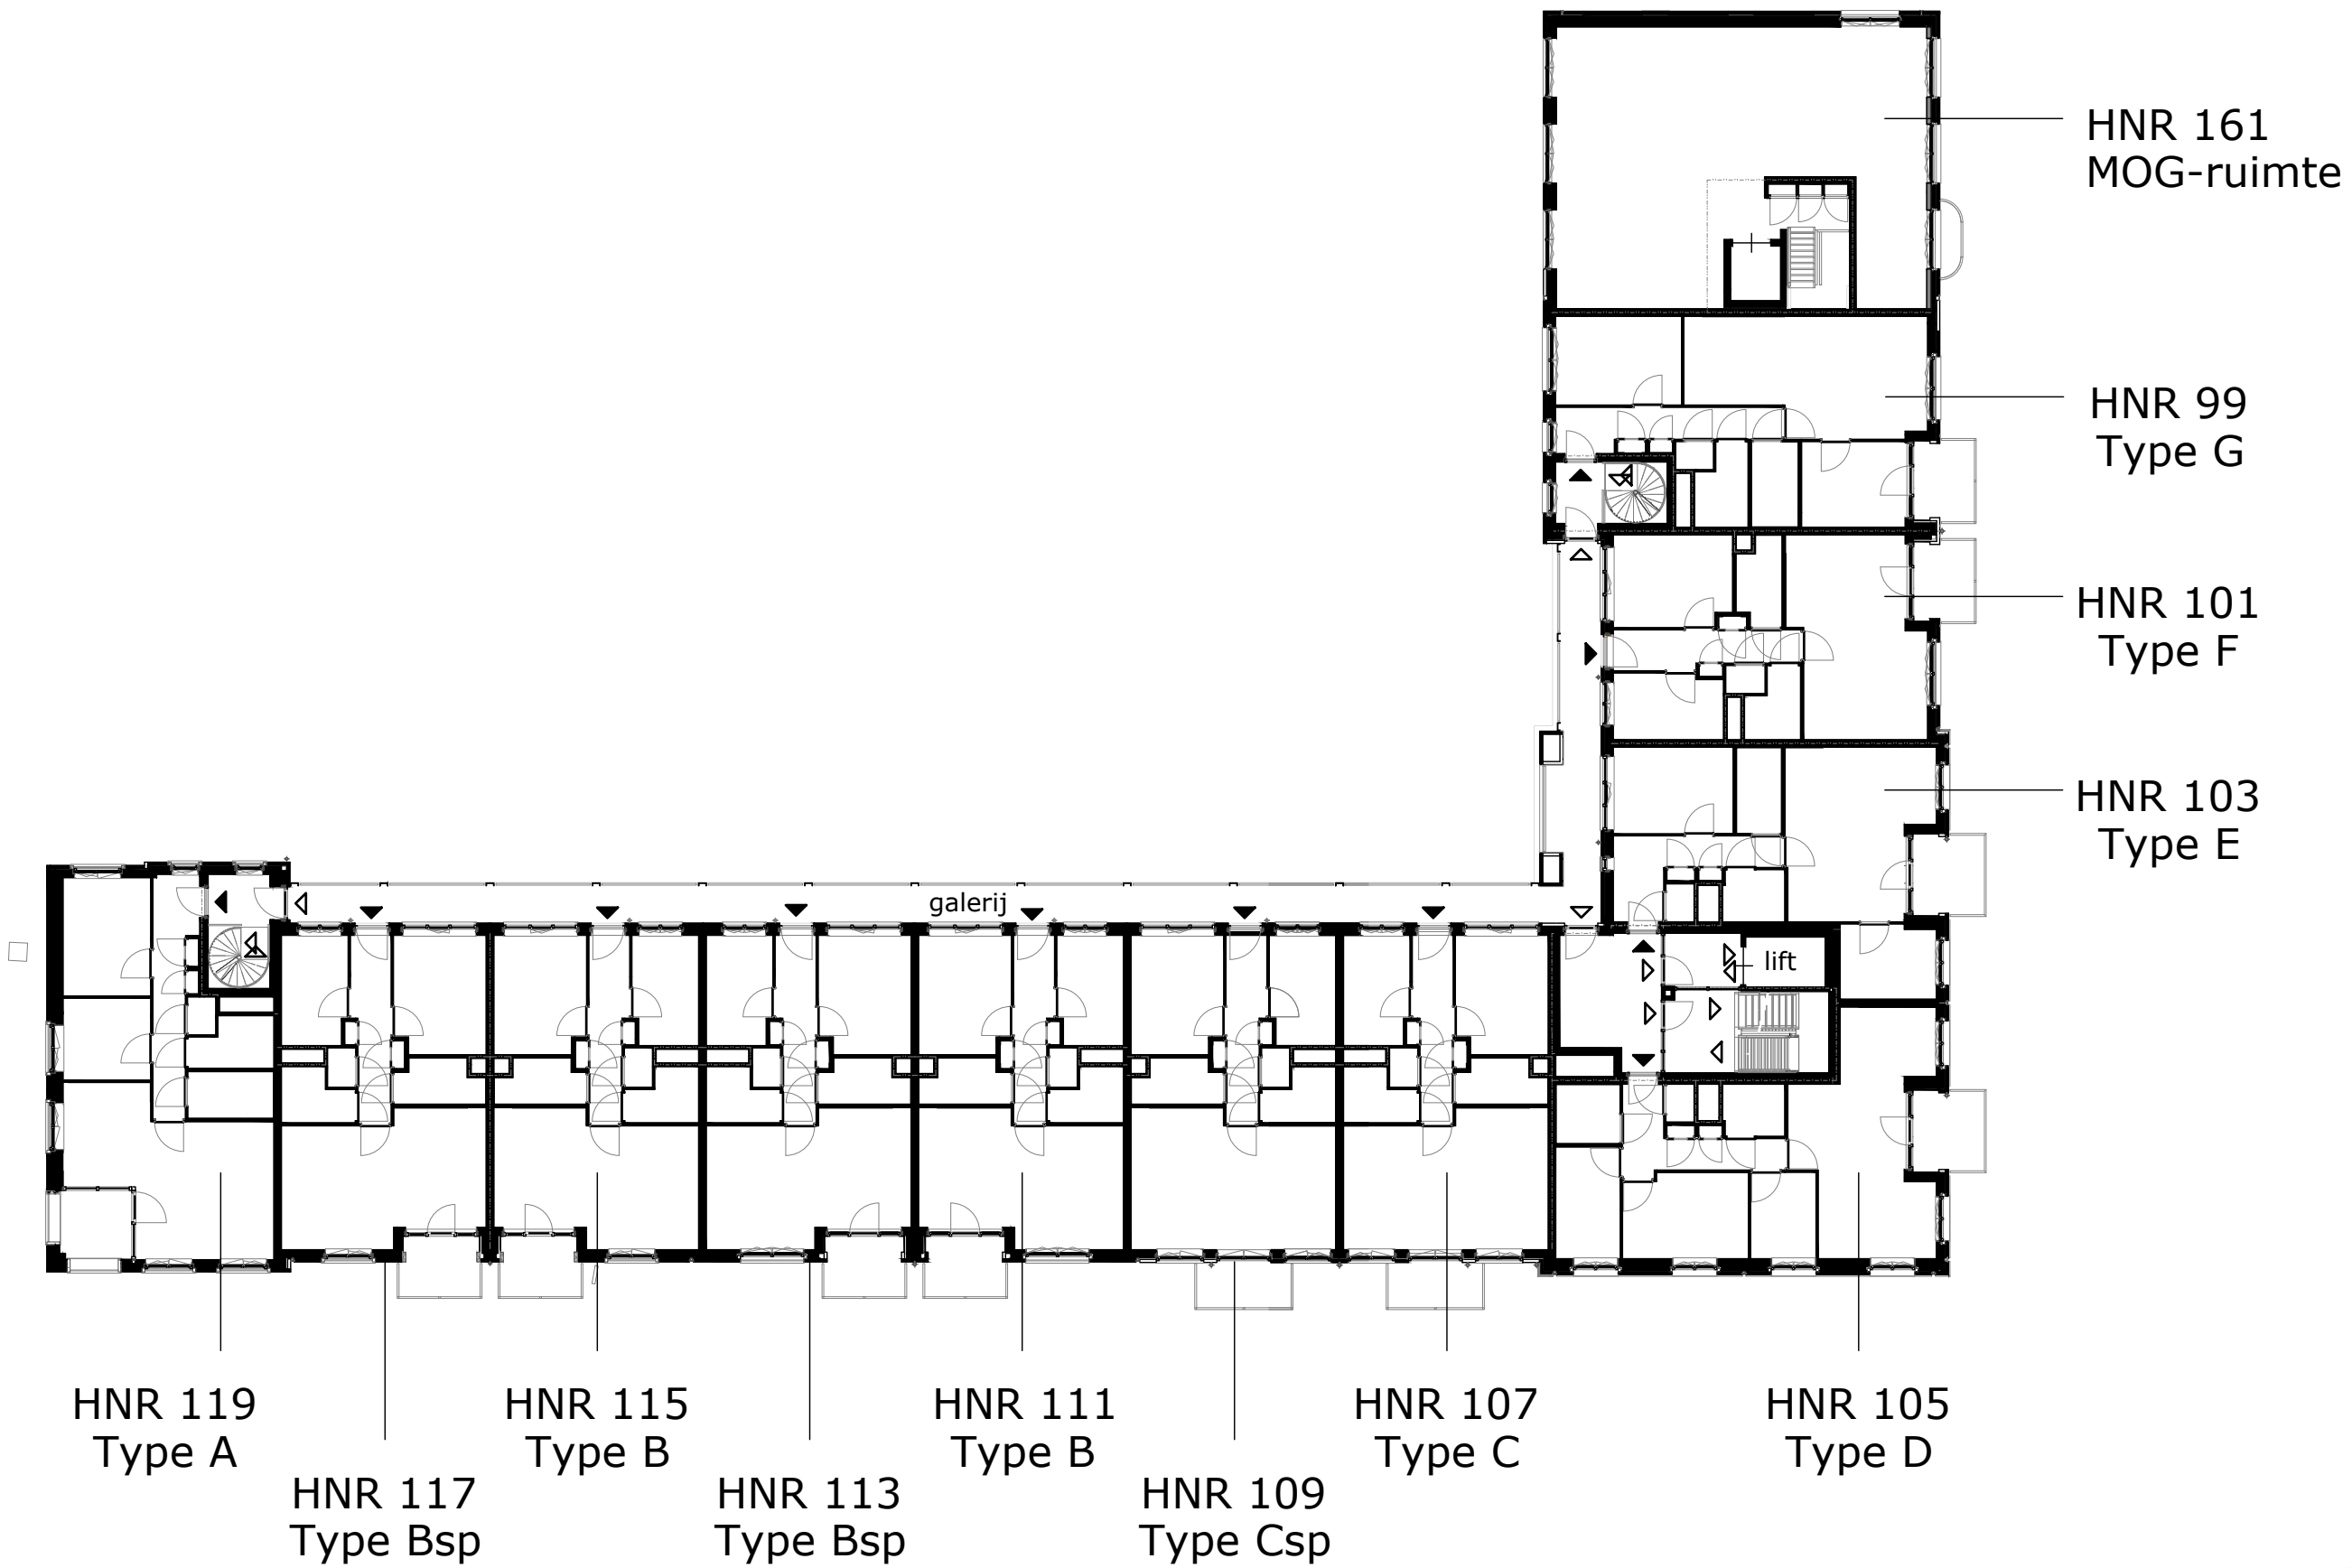 HNR 161
MOG-ruimte
HNR 99
Type G
HNR 101
Type F
HNR 103
Type E
galerij
lift
HNR 119
Type A
HNR 115
Type B
HNR 111
Type B
HNR 107
Type C
HNR 105
Type D
HNR 117
Type Bsp
HNR 113
Type Bsp
HNR 109
Type Csp